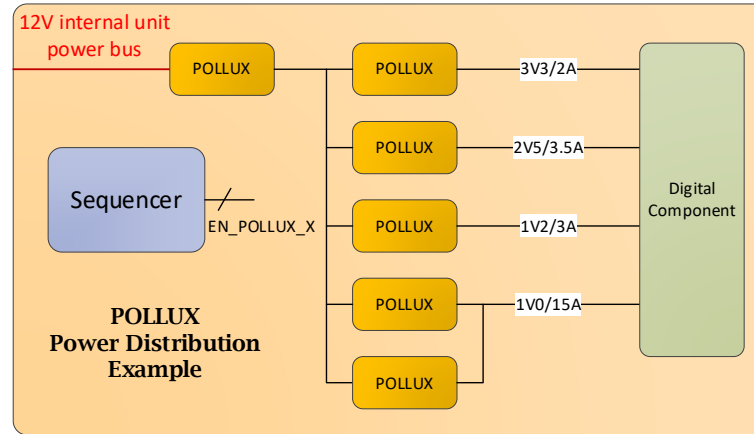 12V internal unit
power bus
POLLUX
POLLUX
3V3/2A
POLLUX
2V5/3.5A
Sequencer
EN_POLLUX_X
POLLUX
1V2/3A
Digital
Component
POLLUX
1V0/15A
POLLUX
POLLUX
Power Distribution
Example